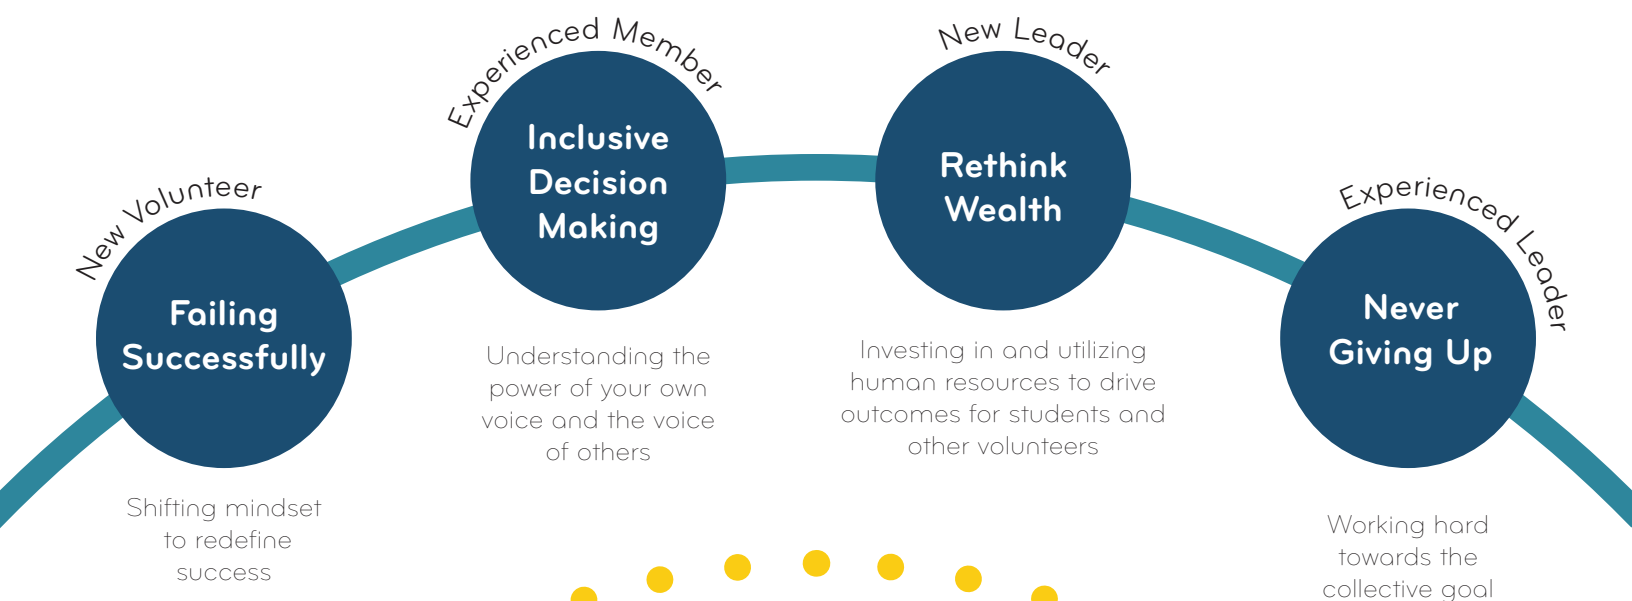 New Volunteer
Failing
Successfully
Shifting mindset
to redefine
success
Experienced Member
Inclusive
Decision
Making
Understanding the
power of your own
voice and the voice
of others
New Leader
Rethink
Wealth
Investing in and utilizing
human resources to drive
outcomes for students and
other volunteers
Experienced Leader
Never
Giving Up
Working hard
towards the
collective goal